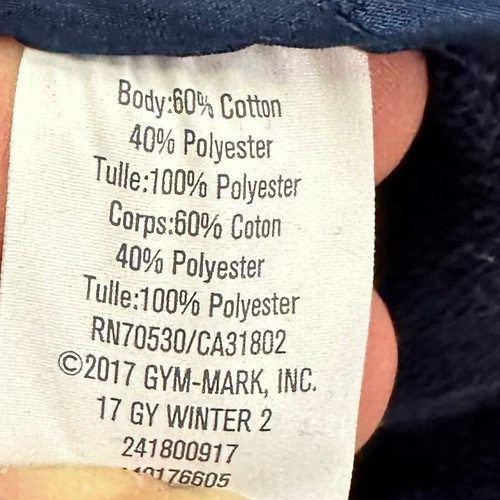 Body:60% Cotton
40% Polyester
Tulle:100% Polyester
Corps:60% Coton
40% Polyester
Tulle:100% Polyester
RN70530/CA31802
©2017 GYM-MARK, INC.
17 GY WINTER 2
241800917